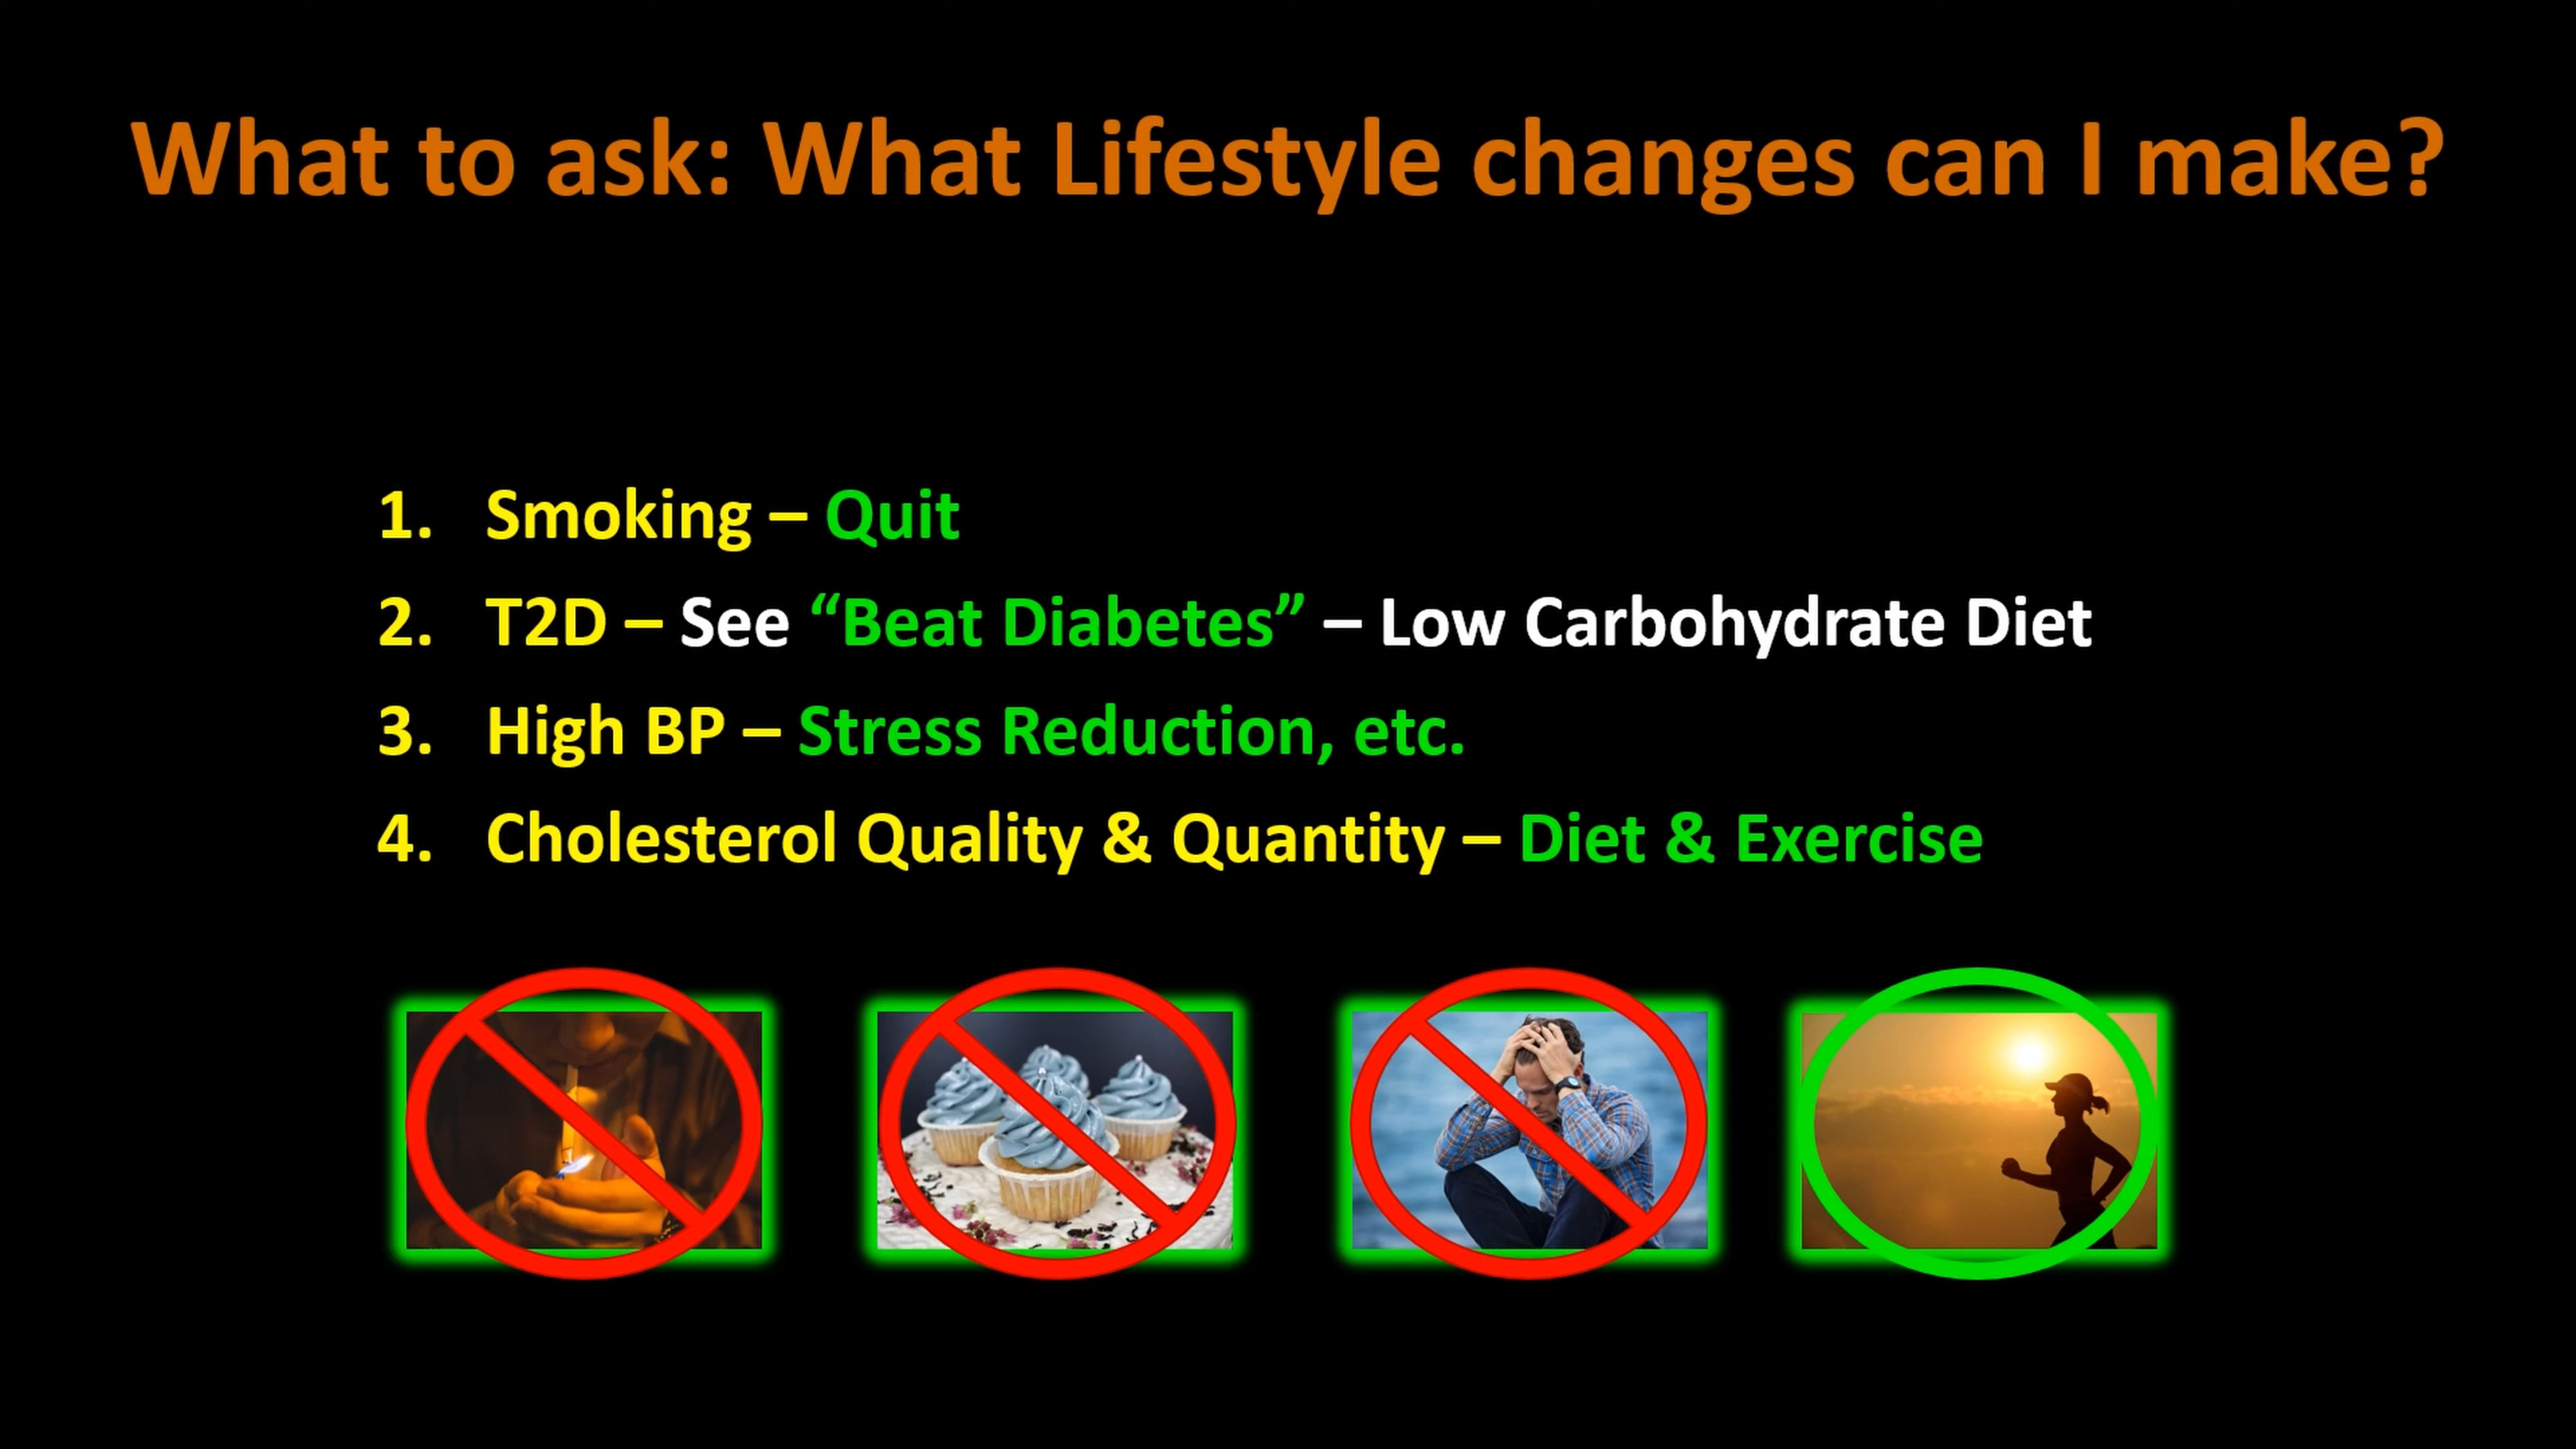 What to ask: What Lifestyle changes can I make?
1. Smoking – Quit
2. T2D – See “Beat Diabetes” – Low Carbohydrate Diet
3. High BP – Stress Reduction, etc.
4. Cholesterol Quality & Quantity – Diet & Exercise